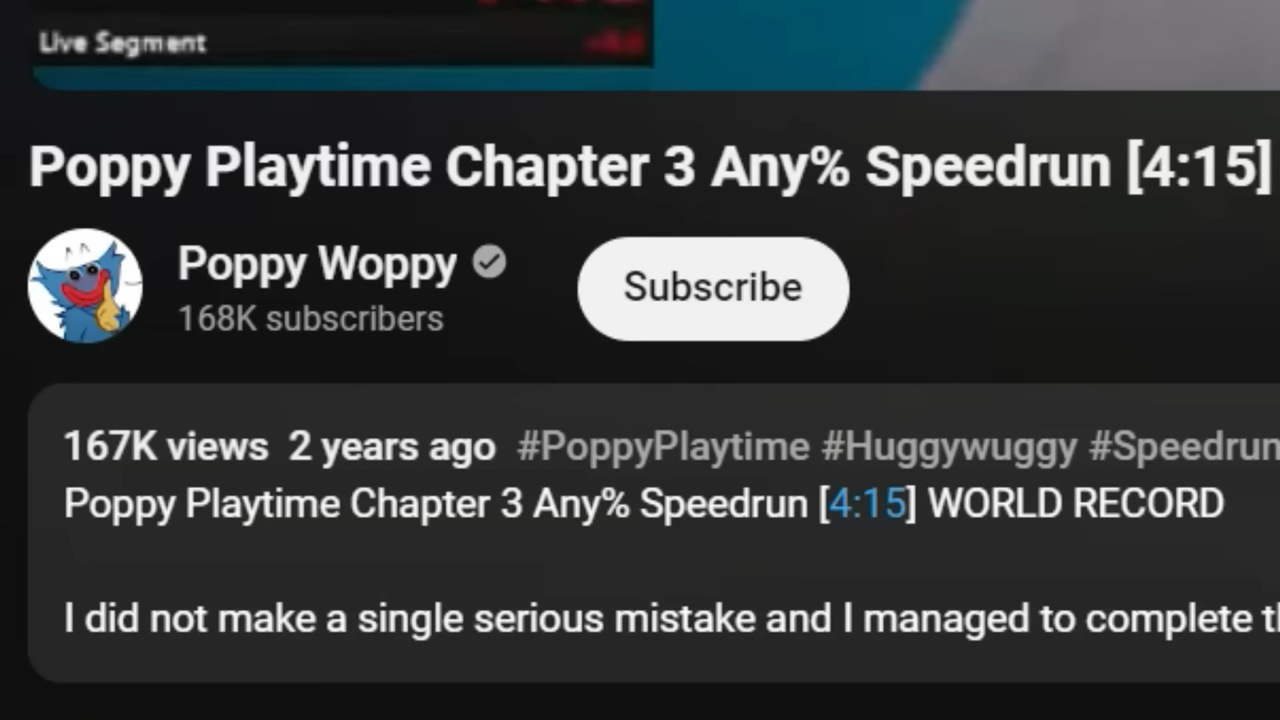 Live Segment
Poppy Playtime Chapter 3 Any% Speedrun [4:15]
Poppy Woppy
168K subscribers
Subscribe
167K views 2 years ago #PoppyPlaytime #Huggywuggy #Speedrun
Poppy Playtime Chapter 3 Any% Speedrun [4:15] WORLD RECORD
I did not make a single serious mistake and I managed to complete